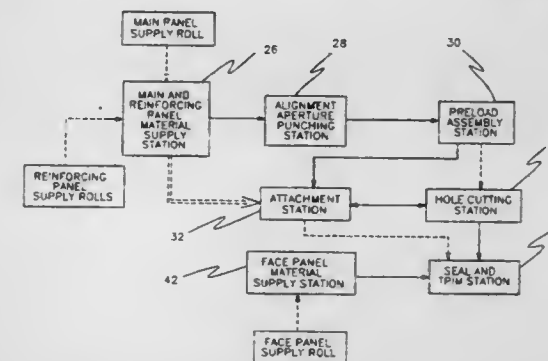 MAIN PANEL
SUPPLY ROLL
26
28
30
MAIN AND
REINFORCING
PANEL
MATERIAL
SUPPLY
STATION
ALIGNMENT
APERTURE
PUNCHING
STATION
PRELOAD
ASSEMBLY
STATION
REINFORCING
PANEL
SUPPLY ROLLS
ATTACHMENT
STATION
HOLE CUTTING
STATION
32
42
FACE PANEL
MATERIAL
SUPPLY STATION
SEAL AND
TRIM STATION
FACE PANEL
SUPPLY ROLL